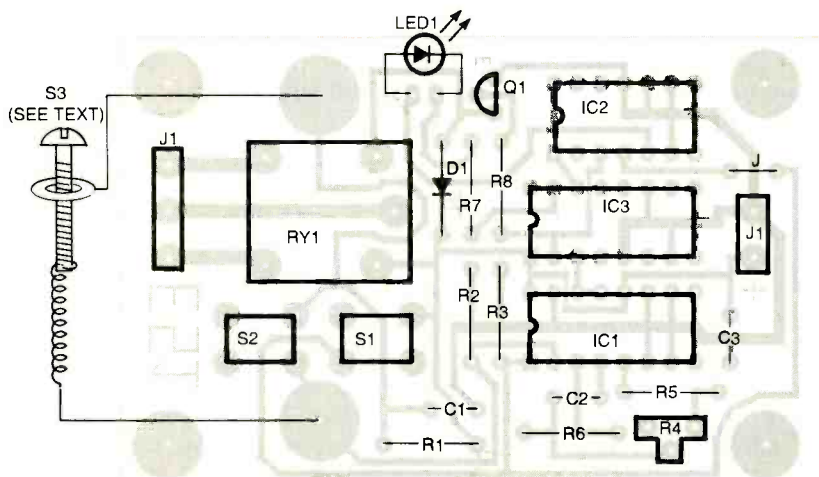 LED1
S3
(SEE TEXT)
J1
Q1
IC2
D1
R7
R8
RY1
IC3
J
J1
R2
R3
S2
S1
IC1
C3
C1
C2
R5
R1
R6
R4